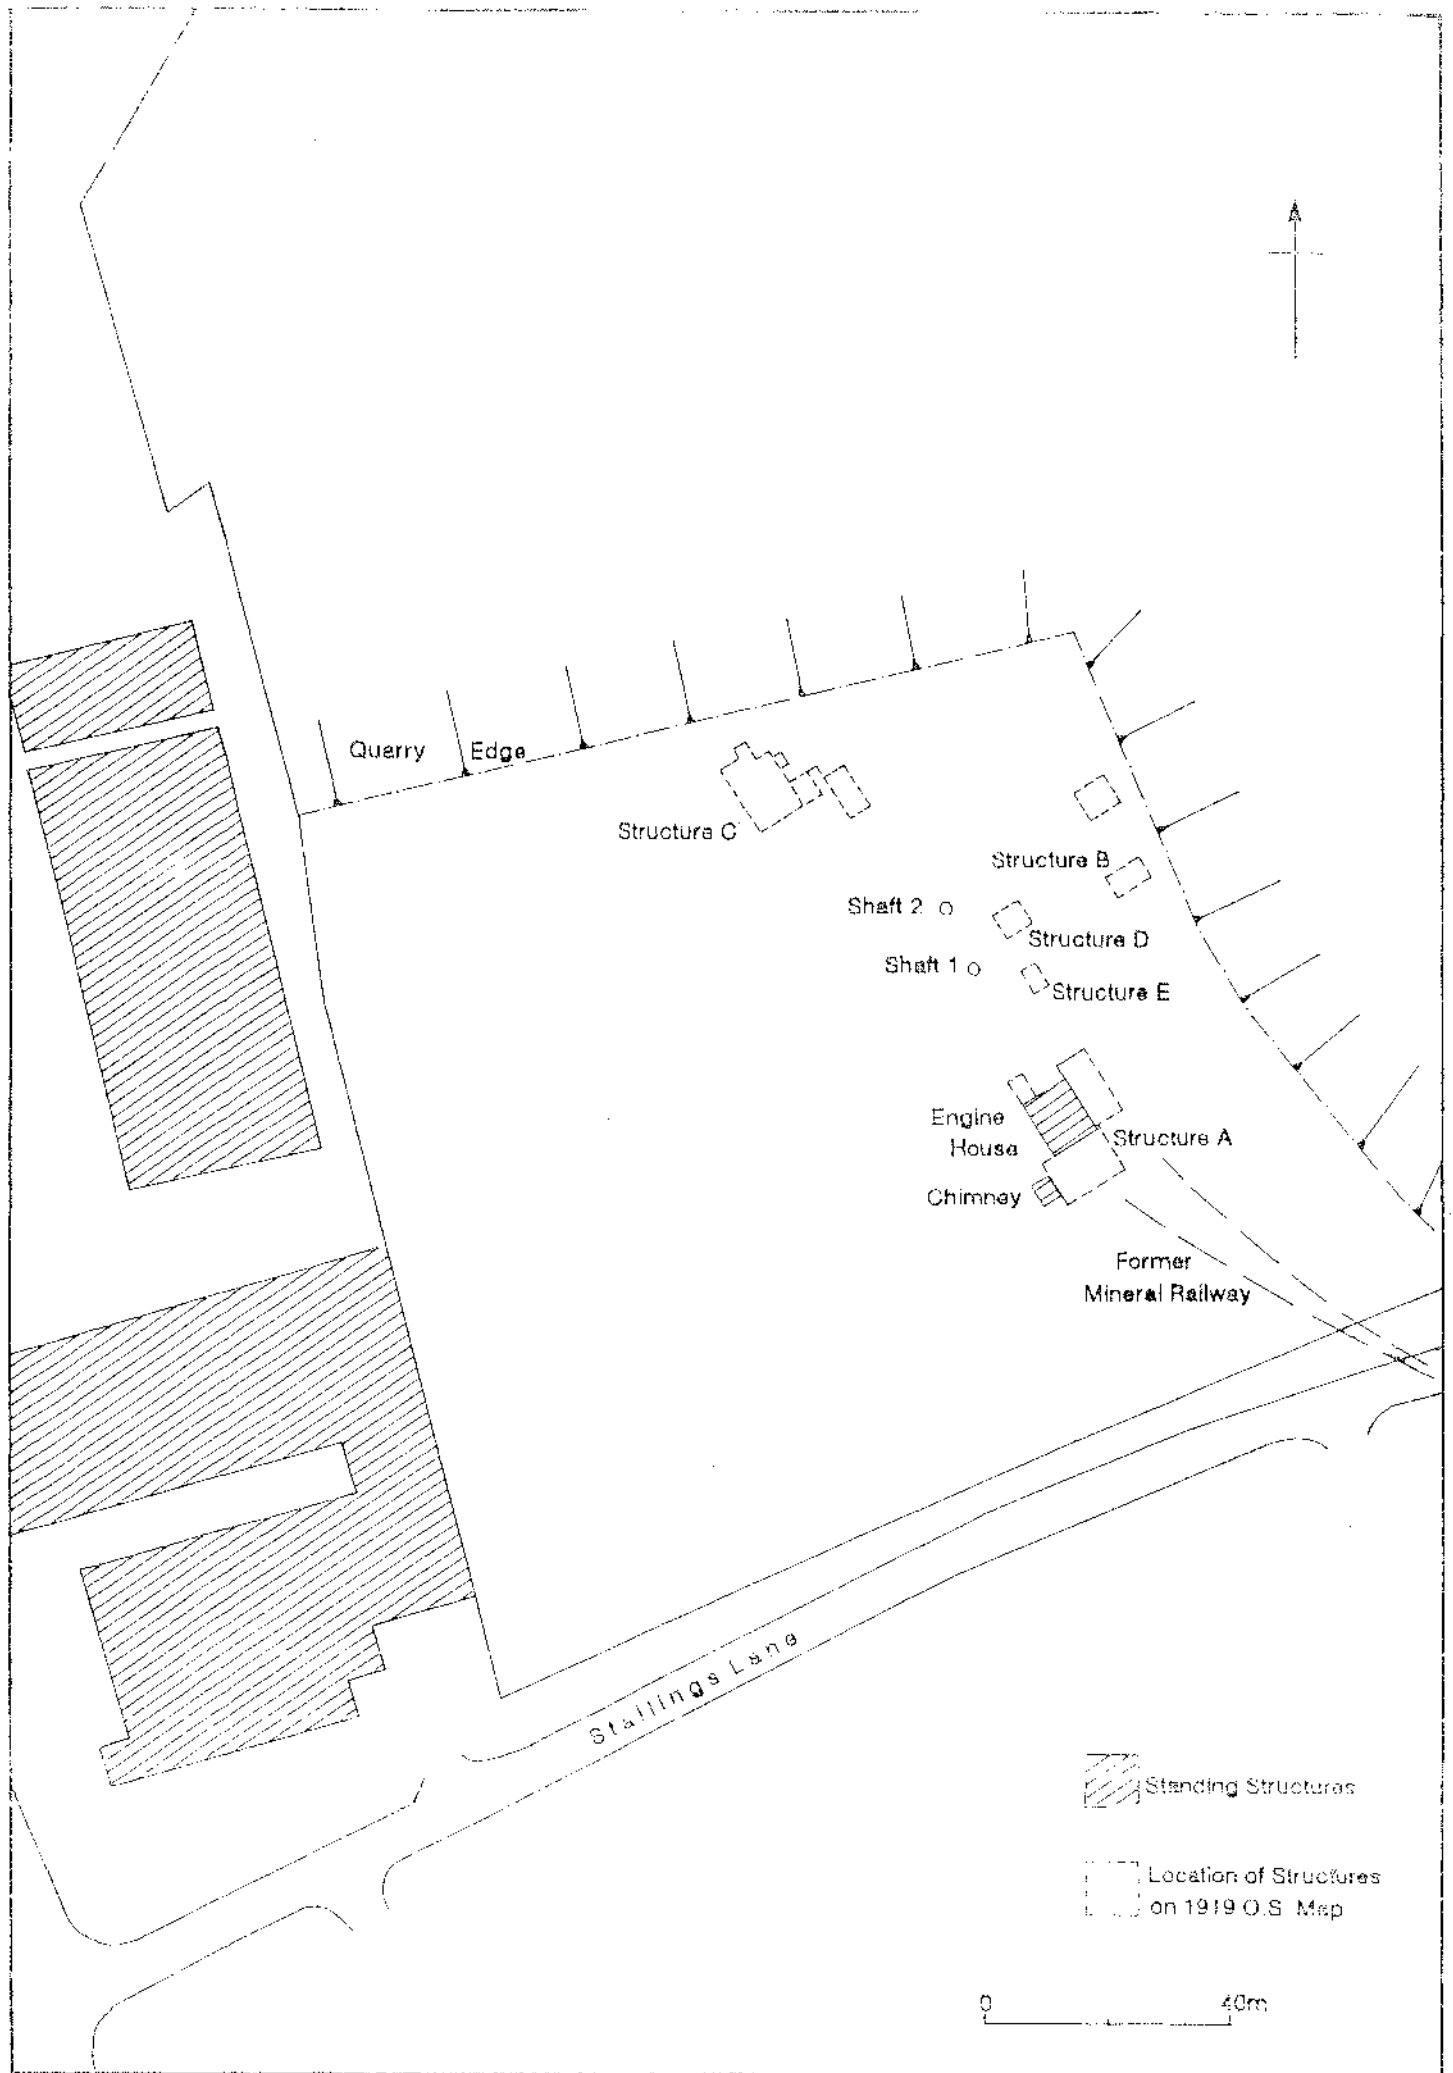 Quarry Edge
Structure C
Structure B
Shaft 2
Structure D
Shaft 1
Structure E
Engine
House
Structure A
Chimney
Former
Mineral Railway
Stallings Lane
Standing Structures
Location of Structures
on 1919 O.S. Map
0 40m